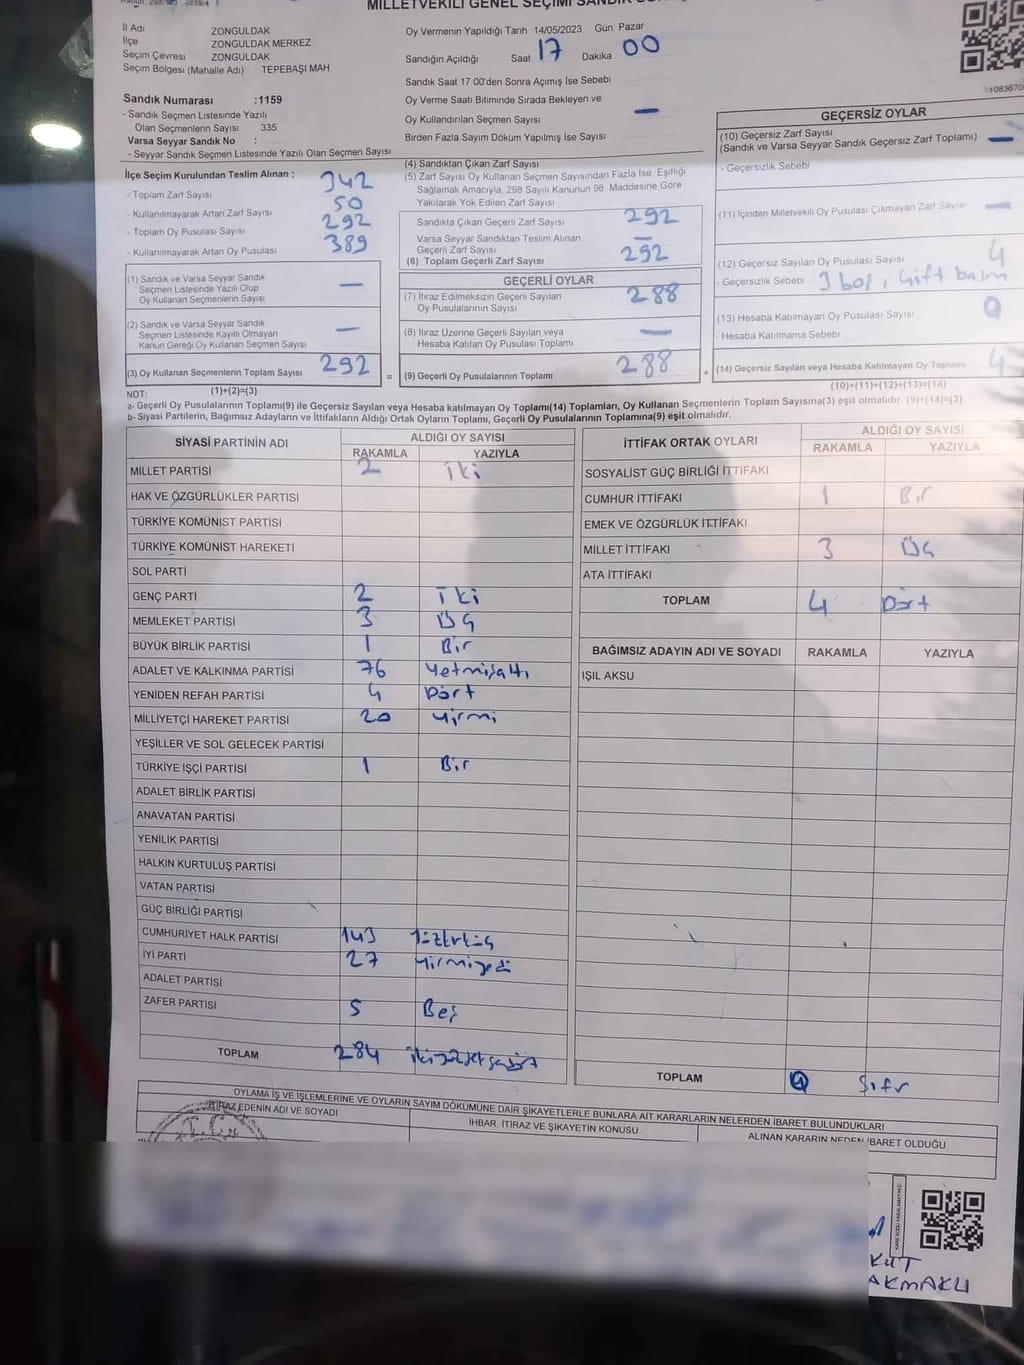 MİLLETVEKİLİ GENEL SEÇİMİ SANDIK
İl Adı ZONGULDAK
İlçe ZONGULDAK MERKEZ
Seçim Çevresi ZONGULDAK
Seçim Bölgesi (Mahalle Adı) : TEPEBAŞI MAH
Oy Vermenin Yapıldığı Tarih 14/05/2023 Gün Pazar
Sandığın Açıldığı Saat 17 Dakika 00
Sandık Saat 17 00'den Sonra Açımış İse Sebebi
Sandık Numarası :1159
- Sandık Seçmen Listesinde Yazılı
Olan Seçmenlerin Sayısı 335
Varsa Seyyar Sandık No :
- Seyyar Sandık Seçmen Listesinde Yazılı Olan Seçmen Sayısı
Oy Verme Saati Bitiminde Sırada Bekleyen ve
Oy Kullandırılan Seçmen Sayısı —
Birden Fazla Sayım Döküm Yapılmış İse Sayısı
İlçe Seçim Kurulundan Teslim Alınan ;
- Toplam Zarf Sayısı 342
- Kullanılmayarak Artan Zarf Sayısı 50
- Toplam Oy Pusulası Sayısı 292
- Kullanılmayarak Artan Oy Pusulası 389
(1) Sandık ve Varsa Seyyar Sandık
Seçmen Listesinde Yazılı Olup
Oy Kullanan Seçmenlerin Sayısı —
(2) Sandık ve Varsa Seyyar Sandık
Seçmen Listesinde Kayıtlı Olmayan
Kanun Gereği Oy Kullanan Seçmen Sayısı —
(3) Oy Kullanan Seçmenlerin Toplam Sayısı 292
(1)+(2)=(3)
(4) Sandıktan Çıkan Zarf Sayısı
(5) Zarf Sayısı Oy Kullanan Seçmen Sayısından Fazla İse, Eşitliği
Sağlamak Amacıyla, 298 Sayılı Kanunun 98. Maddesine Göre
Yakılarak Yok Edilen Zarf Sayısı
Sandıkta Çıkan Geçerli Zarf Sayısı 292
Varsa Seyyar Sandıktan Teslim Alınan
Geçerli Zarf Sayısı —
(6) Toplam Geçerli Zarf Sayısı 292
GEÇERLİ OYLAR
(7) İtiraz Edilmeksizin Geçerli Sayılan
Oy Pusulalarının Sayısı 288
(8) İtiraz Üzerine Geçerli Sayılan veya
Hesaba Katılan Oy Pusulası Toplamı —
= (9) Geçerli Oy Pusulalarının Toplamı 288 +
GEÇERSİZ OYLAR
(10) Geçersiz Zarf Sayısı
(Sandık ve Varsa Seyyar Sandık Geçersiz Zarf Toplamı) —
- Geçersizlik Sebebi
(11) İçinden Milletvekili Oy Pusulası Çıkmayan Zarf Sayısı —
(12) Geçersiz Sayılan Oy Pusulası Sayısı 4
- Geçersizlik Sebebi 3 boş, 1 çift basım
(13) Hesaba Katılmayan Oy Pusulası Sayısı 0
- Hesaba Katılmama Sebebi
(14) Geçersiz Sayılan veya Hesaba Katılmayan Oy Toplamı 4
(10)+(11)+(12)+(13)=(14)
NOT:
a- Geçerli Oy Pusulalarının Toplamı(9) ile Geçersiz Sayılan veya Hesaba katılmayan Oy Toplamı(14) Toplamları, Oy Kullanan Seçmenlerin Toplam Sayısına(3) eşit olmalıdır. (9)+(14)=(3)
b- Siyasi Partilerin, Bağımsız Adayların ve İttifakların Aldığı Ortak Oyların Toplamı, Geçerli Oy Pusulalarının Toplamına(9) eşit olmalıdır.
SİYASİ PARTİNİN ADI ALDIĞI OY SAYISI
RAKAMLA YAZIYLA
MİLLET PARTİSİ 2 İki
HAK VE ÖZGÜRLÜKLER PARTİSİ
TÜRKİYE KOMÜNİST PARTİSİ
TÜRKİYE KOMÜNİST HAREKETİ
SOL PARTİ
GENÇ PARTİ 2 İki
MEMLEKET PARTİSİ 3 Üç
BÜYÜK BİRLİK PARTİSİ 1 Bir
ADALET VE KALKINMA PARTİSİ 76 Yetmişaltı
YENİDEN REFAH PARTİSİ 4 Dört
MİLLİYETÇİ HAREKET PARTİSİ 20 Yirmi
YEŞİLLER VE SOL GELECEK PARTİSİ
TÜRKİYE İŞÇİ PARTİSİ 1 Bir
ADALET BİRLİK PARTİSİ
ANAVATAN PARTİSİ
YENİLİK PARTİSİ
HALKIN KURTULUŞ PARTİSİ
VATAN PARTİSİ
GÜÇ BİRLİĞİ PARTİSİ
CUMHURİYET HALK PARTİSİ 143
İYİ PARTİ 27 Yirmiyedi
ADALET PARTİSİ
ZAFER PARTİSİ 5 Beş
TOPLAM 284
İTTİFAK ORTAK OYLARI ALDIĞI OY SAYISI
RAKAMLA YAZIYLA
SOSYALİST GÜÇ BİRLİĞİ İTTİFAKI
CUMHUR İTTİFAKI 1 Bir
EMEK VE ÖZGÜRLÜK İTTİFAKI
MİLLET İTTİFAKI 3 Üç
ATA İTTİFAKI
TOPLAM 4 Dört
BAĞIMSIZ ADAYIN ADI VE SOYADI RAKAMLA YAZIYLA
IŞIL AKSU
TOPLAM 0 Sıfır
OYLAMA İŞ VE İŞLEMLERİNE VE OYLARIN SAYIM DÖKÜMÜNE DAİR ŞİKAYETLERLE BUNLARA AİT KARARLARIN NELERDEN İBARET BULUNDUKLARI
İTİRAZ EDENİN ADI VE SOYADI
İHBAR, İTİRAZ VE ŞİKAYETİN KONUSU
ALINAN KARARIN NEDEN İBARET OLDUĞU
T.C.